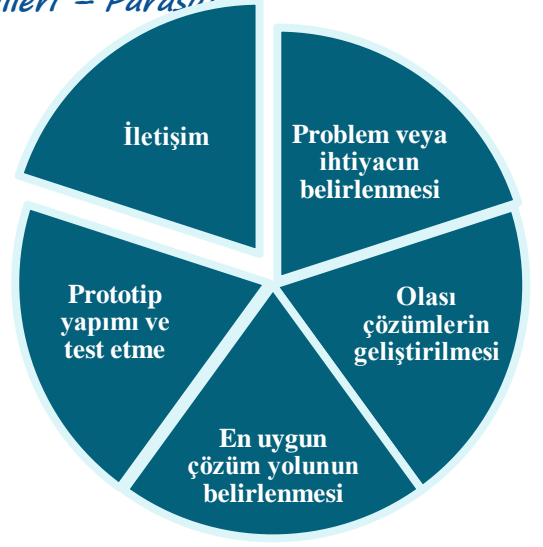 Problem veya
ihtiyacın
belirlenmesi
Olası
çözümlerin
geliştirilmesi
En uygun
çözüm yolunun
belirlenmesi
Prototip
yapımı ve
test etme
İletişim